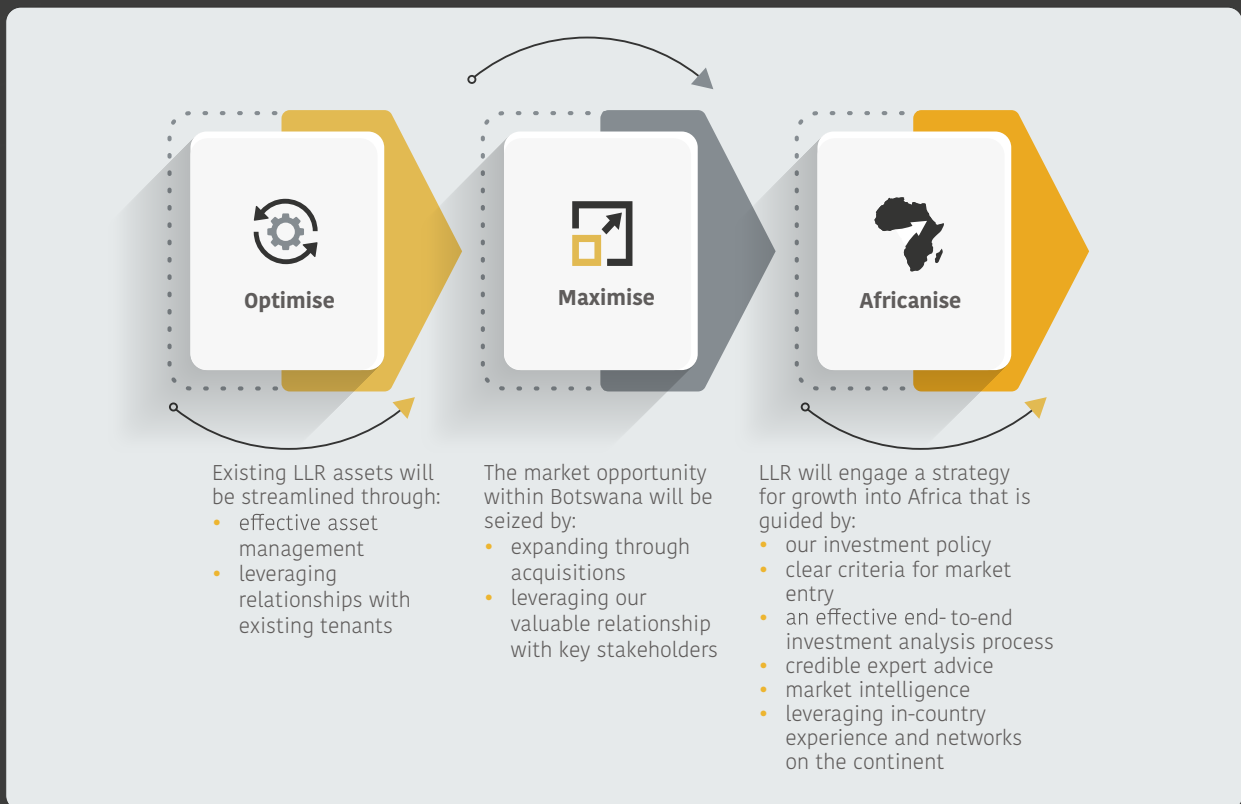 Optimise
Maximise
Africanise
Existing LLR assets will
be streamlined through:
• effective asset
management
• leveraging
relationships with
existing tenants
The market opportunity
within Botswana will be
seized by:
• expanding through
acquisitions
• leveraging our
valuable relationship
with key stakeholders
LLR will engage a strategy
for growth into Africa that is
guided by:
• our investment policy
• clear criteria for market
entry
• an effective end-to-end
investment analysis process
• credible expert advice
• market intelligence
• leveraging in-country
experience and networks
on the continent